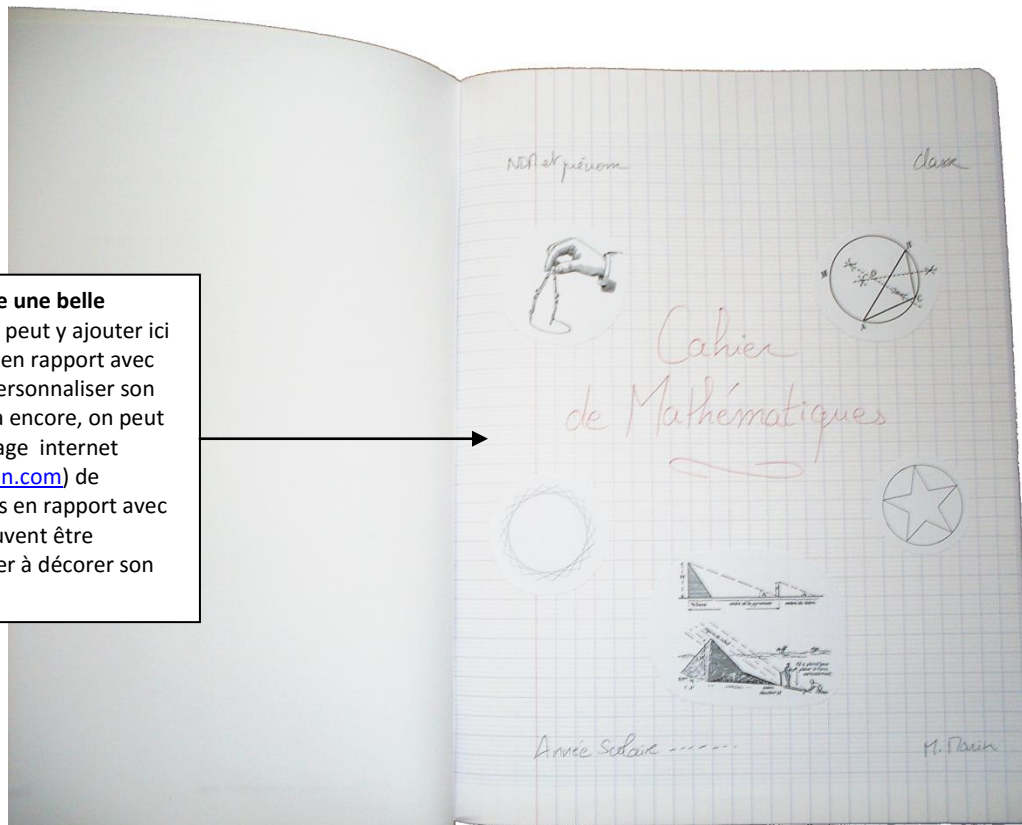 NOM et prénom
classe
Cahier
de Mathématiques
e une belle
peut y ajouter ici
en rapport avec
ersonnaliser son
a encore, on peut
age internet
n.com) de
s en rapport avec
uvent être
er à décorer son
Année Scolaire -------
M. Marin